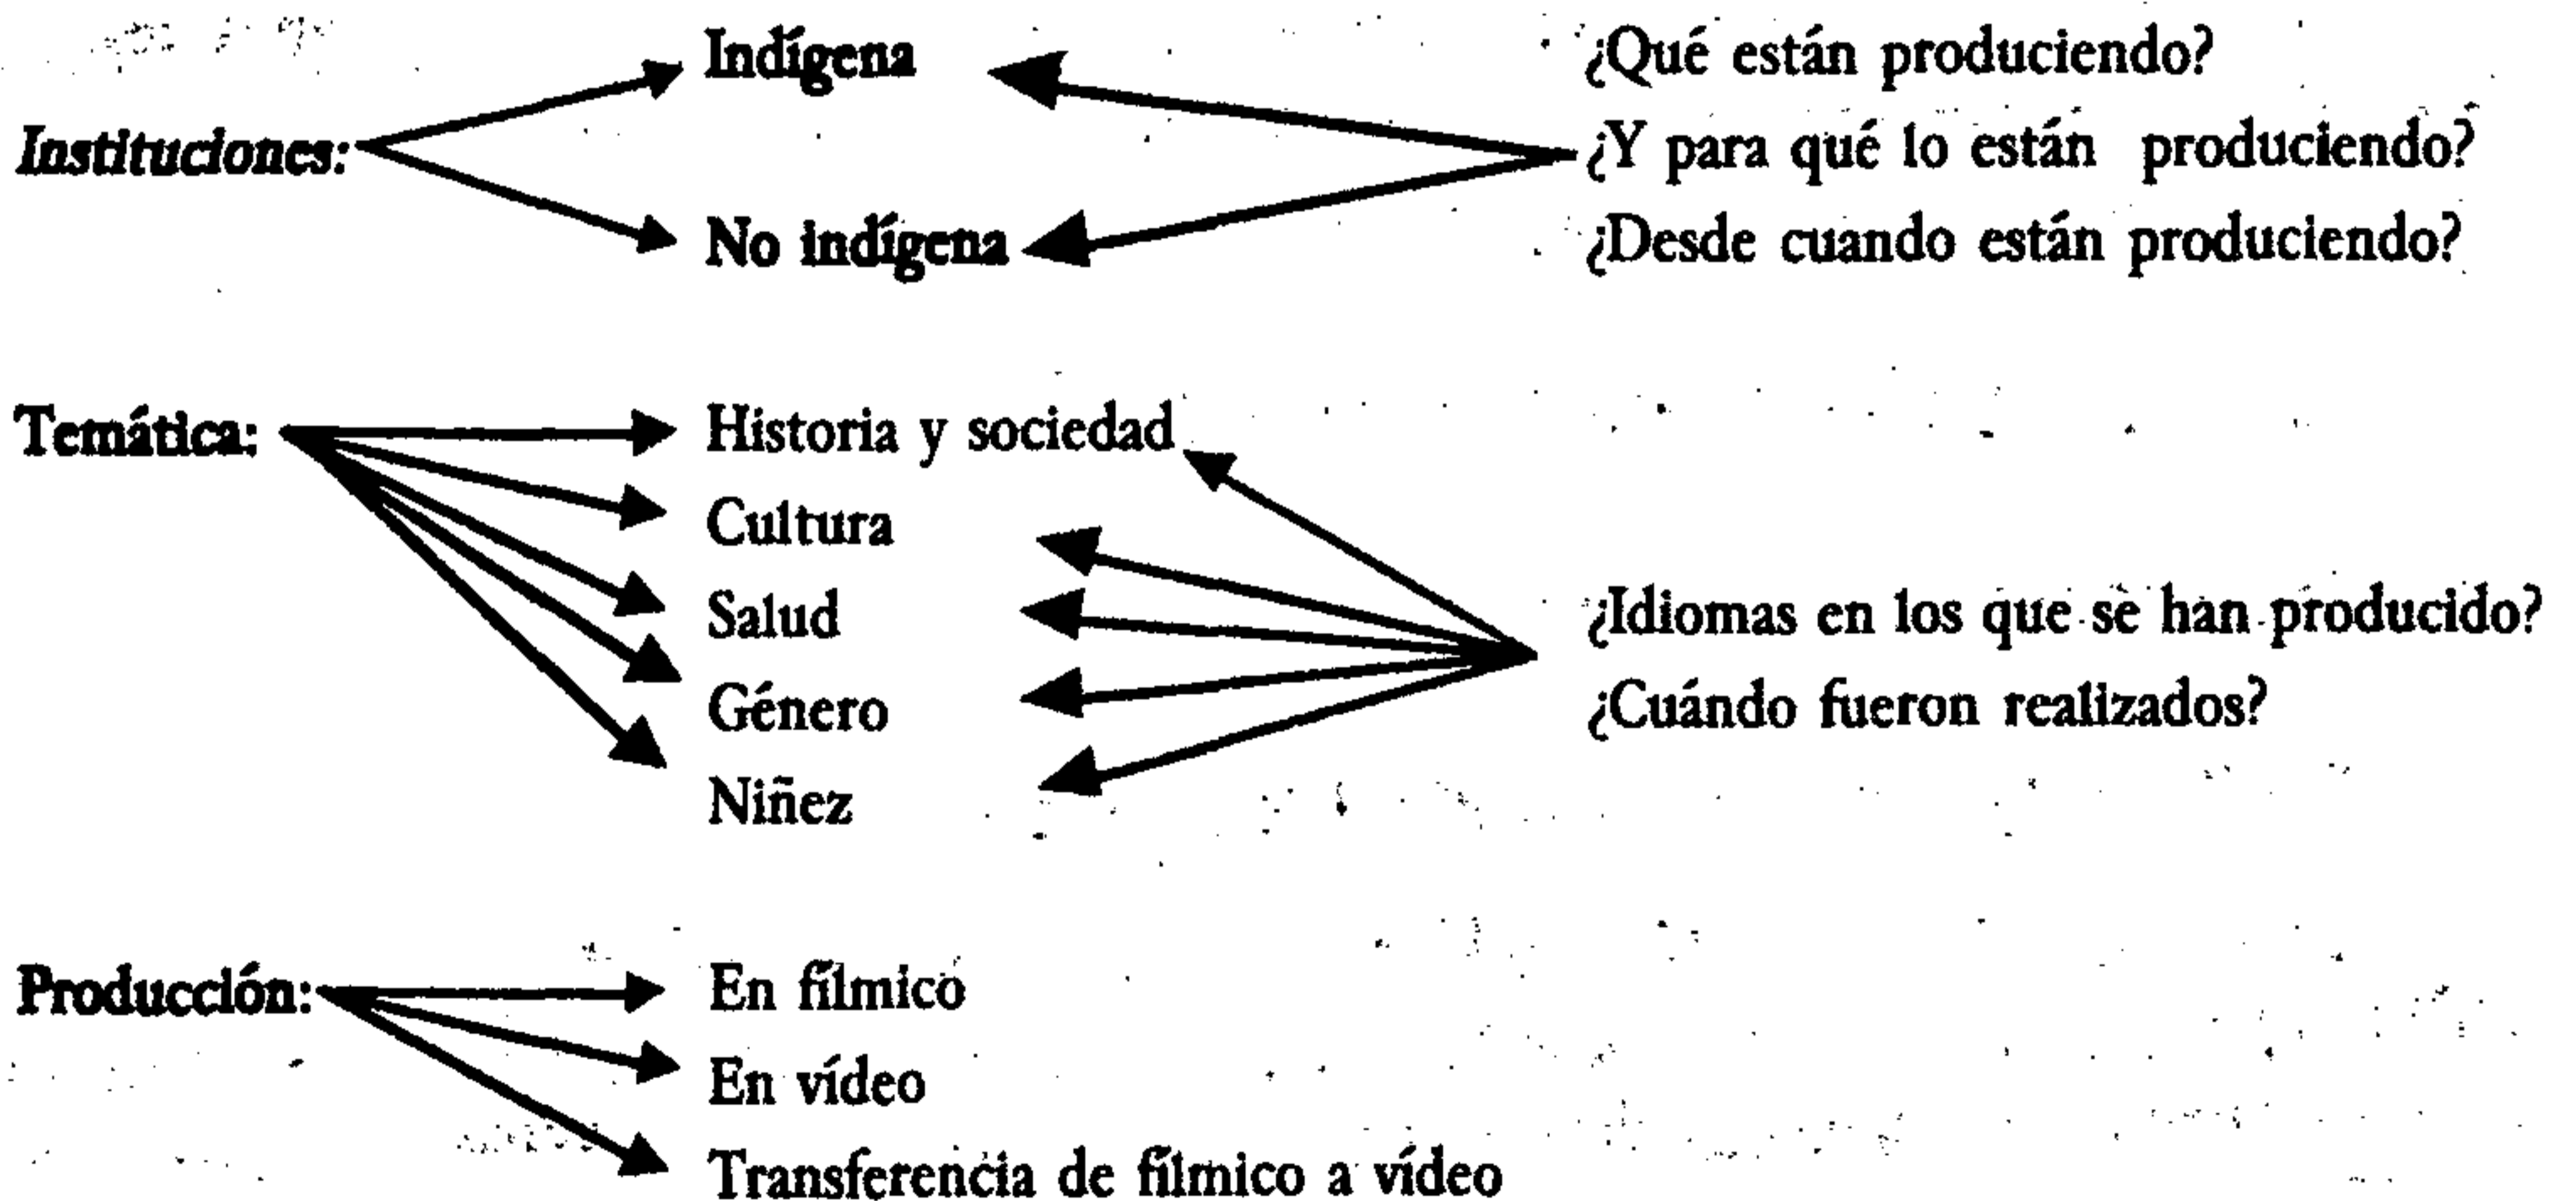 Indígena ¿Qué están produciendo?
Instituciones: ¿Y para qué lo están produciendo?
No indígena ¿Desde cuando están produciendo?
Temática: Historia y sociedad
Cultura
Salud ¿Idiomas en los que se han producido?
Género ¿Cuándo fueron realizados?
Niñez
Producción: En fílmico
En vídeo
Transferencia de fílmico a vídeo